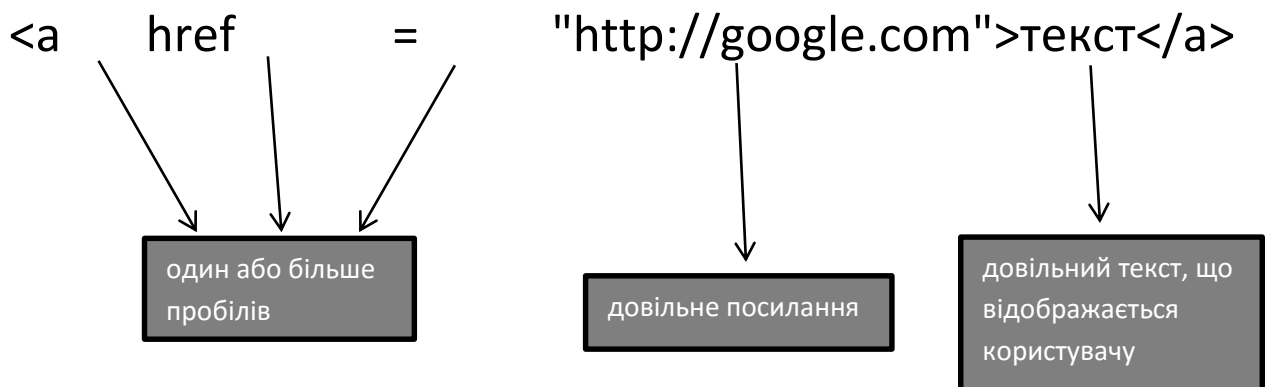 <a href = "http://google.com">текст</a>
один або більше
пробілів
довільне посилання
довільний текст, що
відображається
користувачу